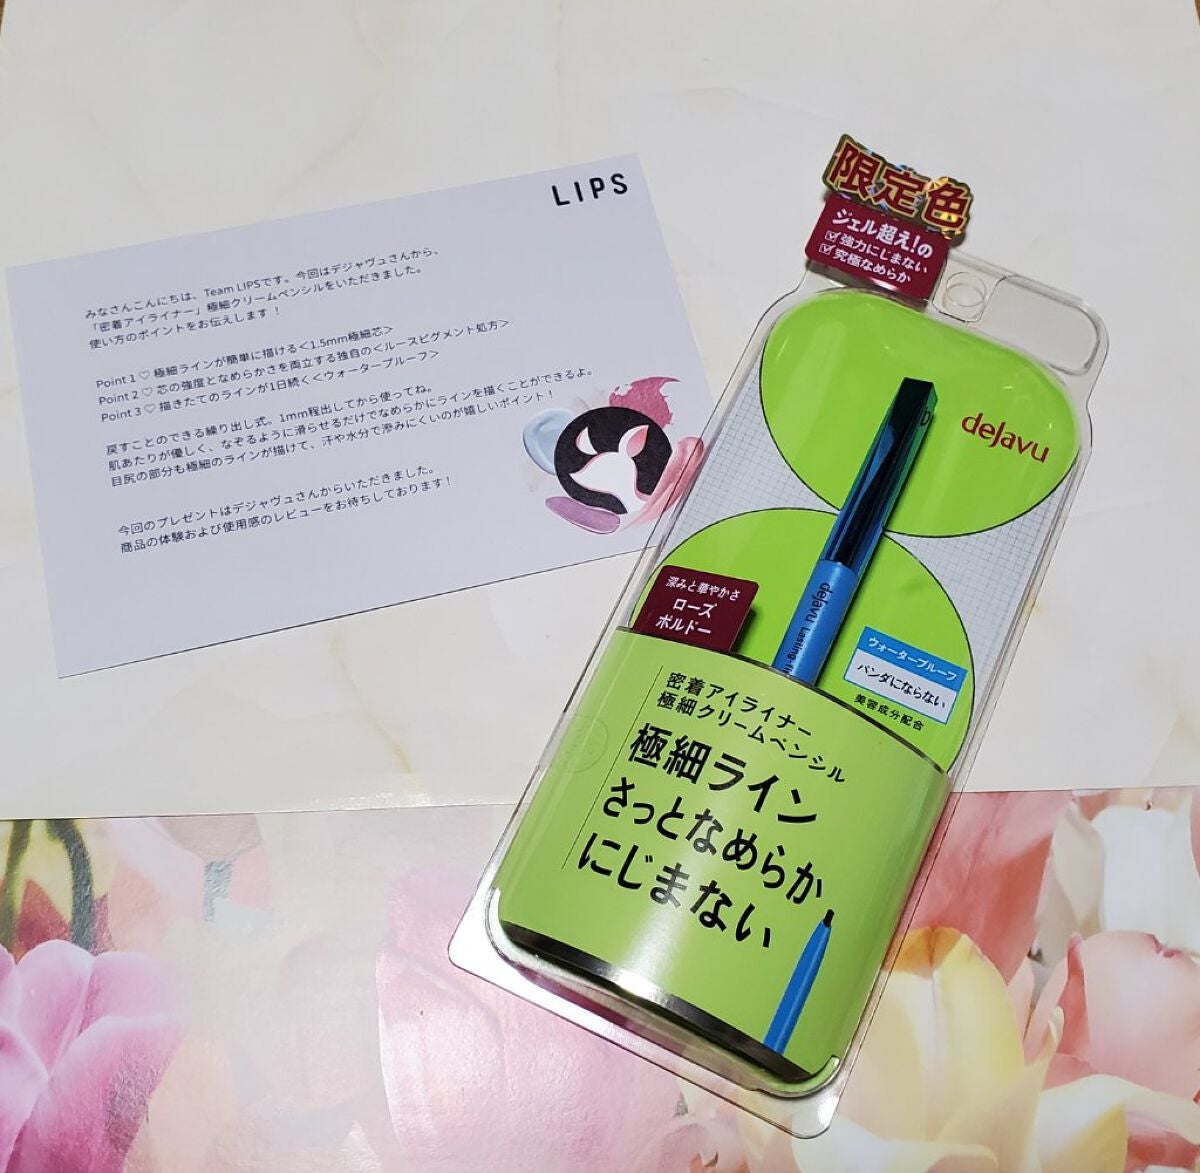 LIPS
みなさんこんにちは、Team LIPSです。今回はデジャヴュさんから、
「密着アイライナー」極細クリームペンシルをいただきました。
使い方のポイントをお伝えします！
Point 1 ♡ 極細ラインが簡単に描ける＜1.5mm極細芯＞
Point 2 ♡ 芯の強度となめらかさを両立する独自の＜ルースピグメント処方＞
Point 3 ♡ 描きたてのラインが1日続く＜ウォータープルーフ＞
戻すことのできる繰り出し式。1mm程出してから使ってね。
肌あたりが優しく、なぞるように滑らせるだけでなめらかにラインを描くことができるよ。
目尻の部分も極細のラインが描けて、汗や水分で滲みにくいのが嬉しいポイント！
今回のプレゼントはデジャヴュさんからいただきました。
商品の体験および使用感のレビューをお待ちしております！
限定色
ジェル超え!の
強力にじまない
究極なめらか
dejavu
dejavu Lasting-fi
深みと華やかさ
ローズ
ボルドー
ウォータープルーフ
パンダにならない
美容成分配合
密着アイライナー
極細クリームペンシル
極細ライン
さっとなめらか
にじまない